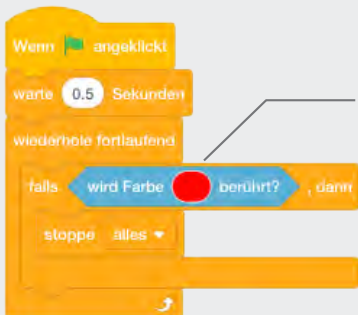 Wenn angeklickt
warte 0.5 Sekunden
wiederhole fortlaufend
falls wird Farbe berührt? , dann
stoppe alles